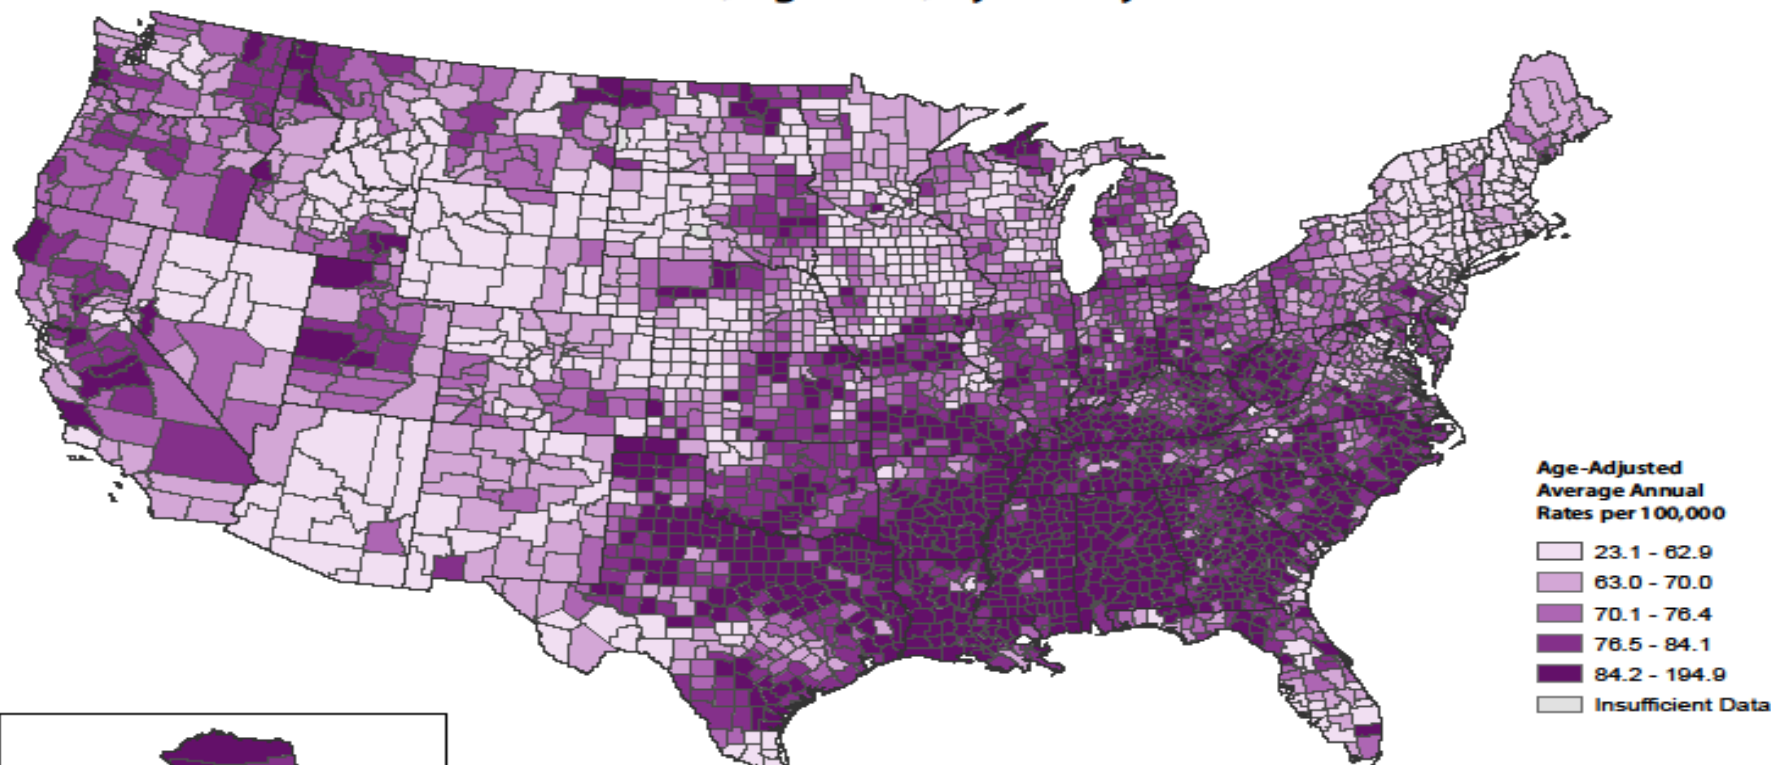 Age-Adjusted
Average Annual
Rates per 100,000
23.1 - 62.9
63.0 - 70.0
70.1 - 76.4
76.5 - 84.1
84.2 - 194.9
Insufficient Data